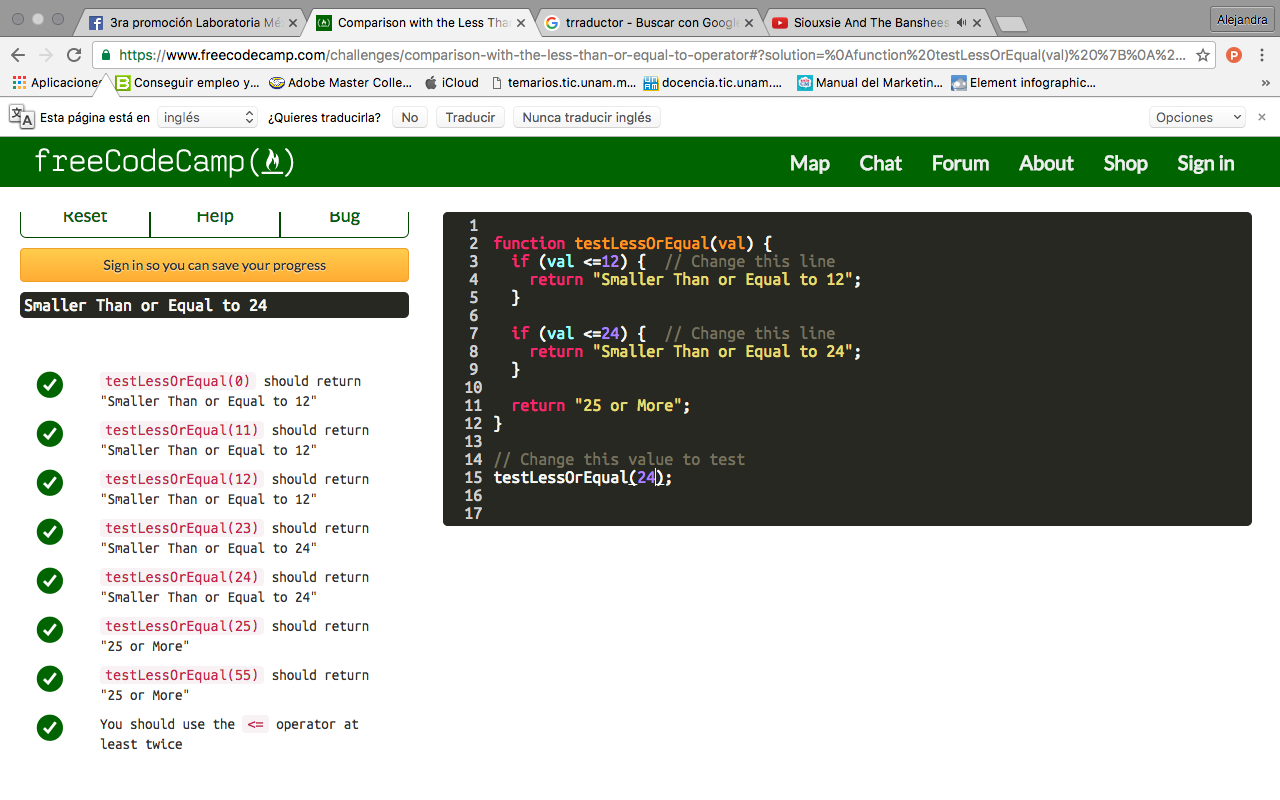 3ra promoción Laboratoria Mé
Comparison with the Less Tha
trraductor - Buscar con Google
Siouxsie And The Banshees
Alejandra
https://www.freecodecamp.com/challenges/comparison-with-the-less-than-or-equal-to-operator#?solution=%0Afunction%20testLessOrEqual(val)%20%7B%0A%2...
Aplicaciones
Conseguir empleo y...
Adobe Master Colle...
iCloud
temarios.tic.unam.m...
docencia.tic.unam....
Manual del Marketin...
Element infographic...
»
Esta página está en
inglés
¿Quieres traducirla?
No
Traducir
Nunca traducir inglés
Opciones
freeCodeCamp
Map
Chat
Forum
About
Shop
Sign in
Reset
Help
Bug
Sign in so you can save your progress
Smaller Than or Equal to 24
testLessOrEqual(0) should return
"Smaller Than or Equal to 12"
testLessOrEqual(11) should return
"Smaller Than or Equal to 12"
testLessOrEqual(12) should return
"Smaller Than or Equal to 12"
testLessOrEqual(23) should return
"Smaller Than or Equal to 24"
testLessOrEqual(24) should return
"Smaller Than or Equal to 24"
testLessOrEqual(25) should return
"25 or More"
testLessOrEqual(55) should return
"25 or More"
You should use the <= operator at
least twice
1
2 function testLessOrEqual(val) {
3   if (val <=12) {  // Change this line
4     return "Smaller Than or Equal to 12";
5   }
6
7   if (val <=24) {  // Change this line
8     return "Smaller Than or Equal to 24";
9   }
10
11   return "25 or More";
12 }
13
14 // Change this value to test
15 testLessOrEqual(24);
16
17